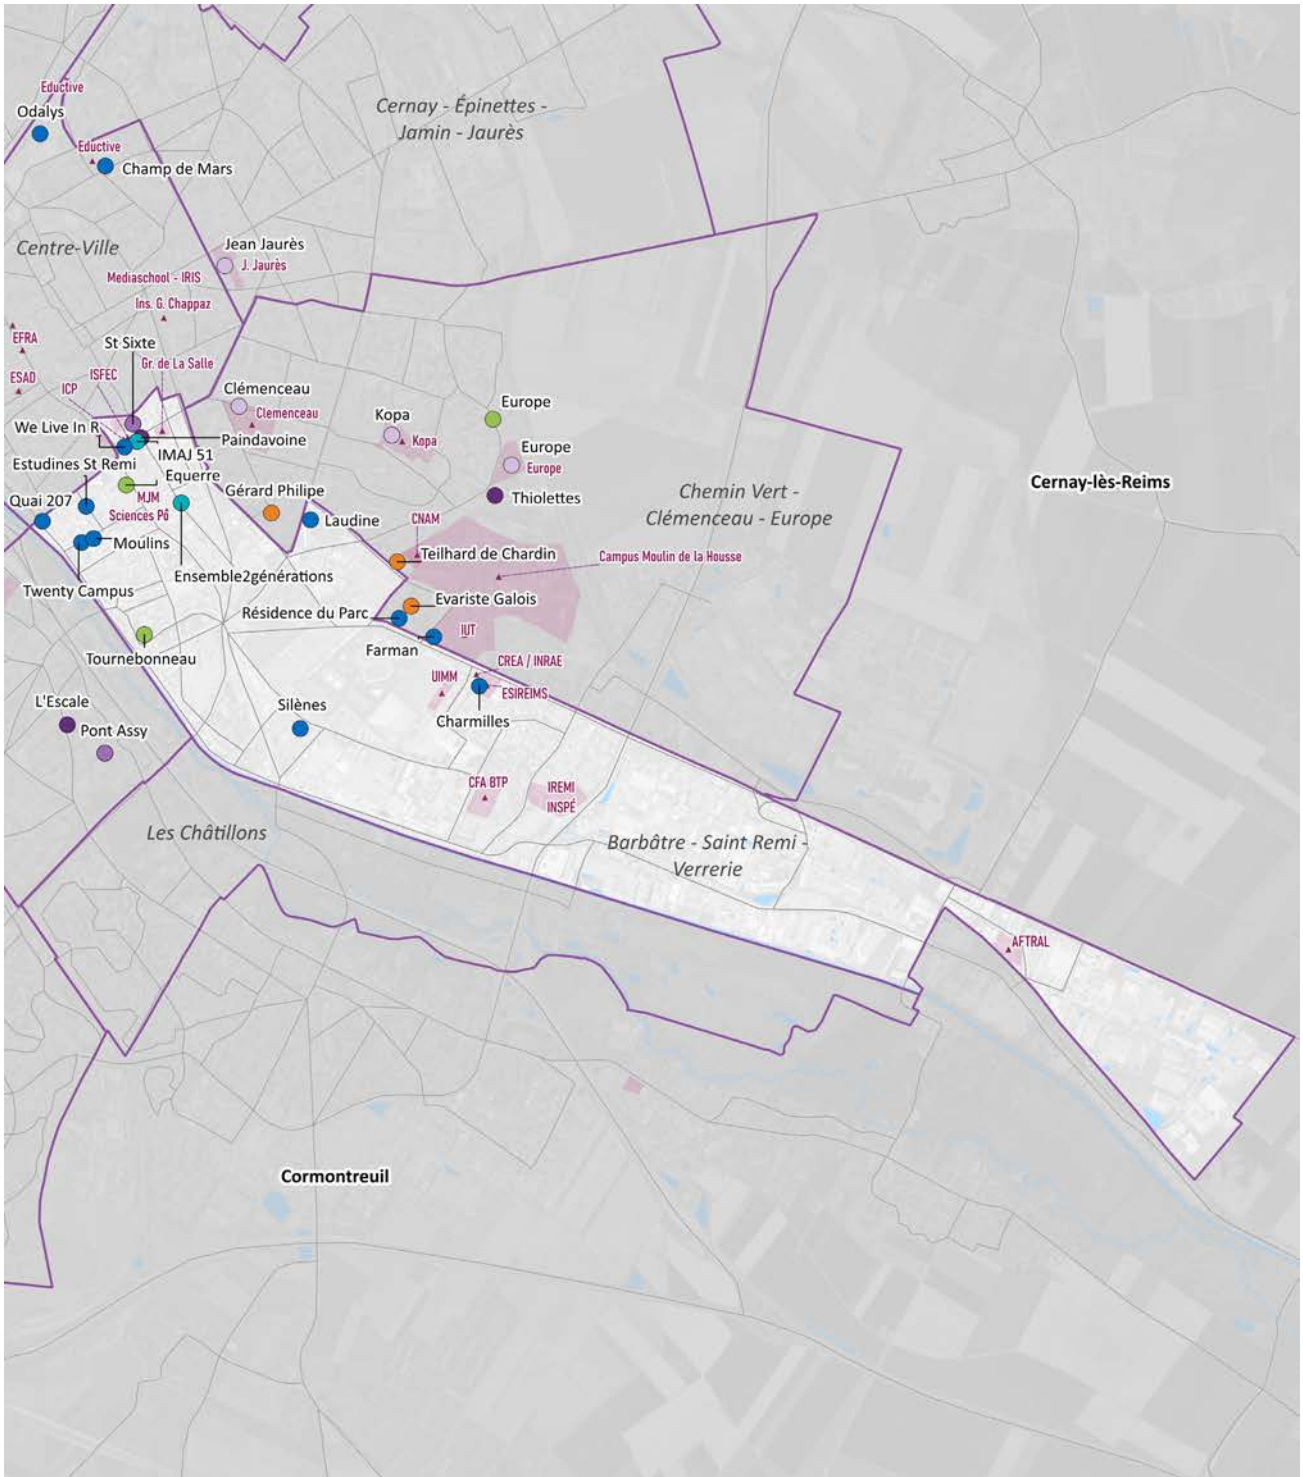 Eductive
Odalys
Cernay - Épinettes -
Jamin - Jaurès
Eductive
Champ de Mars
Centre-Ville
Jean Jaurès
J. Jaurès
Mediaschool - IRIS
Ins. G. Chappaz
EFRA
St Sixte
Gr. de La Salle
ISFEC
ESAD
ICP
Clémenceau
Clemenceau
Kopa
Kopa
Europe
We Live In R
Paindavoine
IMAJ 51
Europe
Europe
Estudines St Remi
Equerre
Cernay-lès-Reims
Quai 207
MJM
Sciences Pô
Gérard Philipe
Thiolettes
Chemin Vert -
Clémenceau - Europe
Laudine
CNAM
Moulins
Teilhard de Chardin
Campus Moulin de la Housse
Ensemble2générations
Twenty Campus
Evariste Galois
Résidence du Parc
IUT
Farman
Tournebonneau
CREA / INRAE
UIMM
ESIREIMS
L'Escale
Silènes
Charmilles
Pont Assy
CFA BTP
IREMI
INSPÉ
Les Châtillons
Barbâtre - Saint Remi -
Verrerie
AFTRAL
Cormontreuil